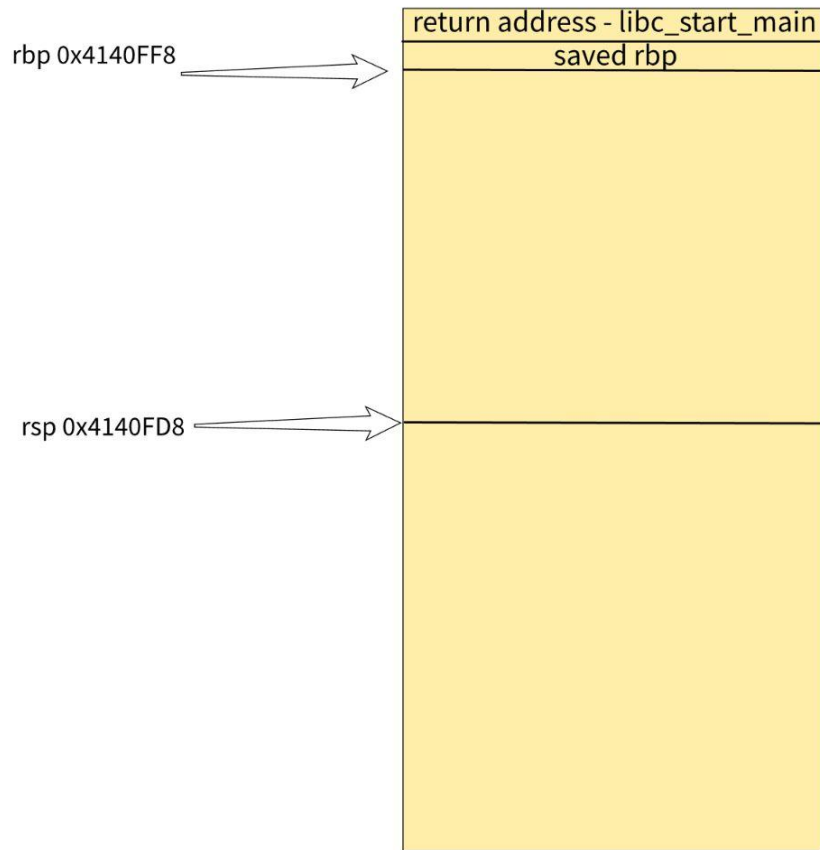 return address - libc_start_main
rbp 0x4140FF8
saved rbp
rsp 0x4140FD8